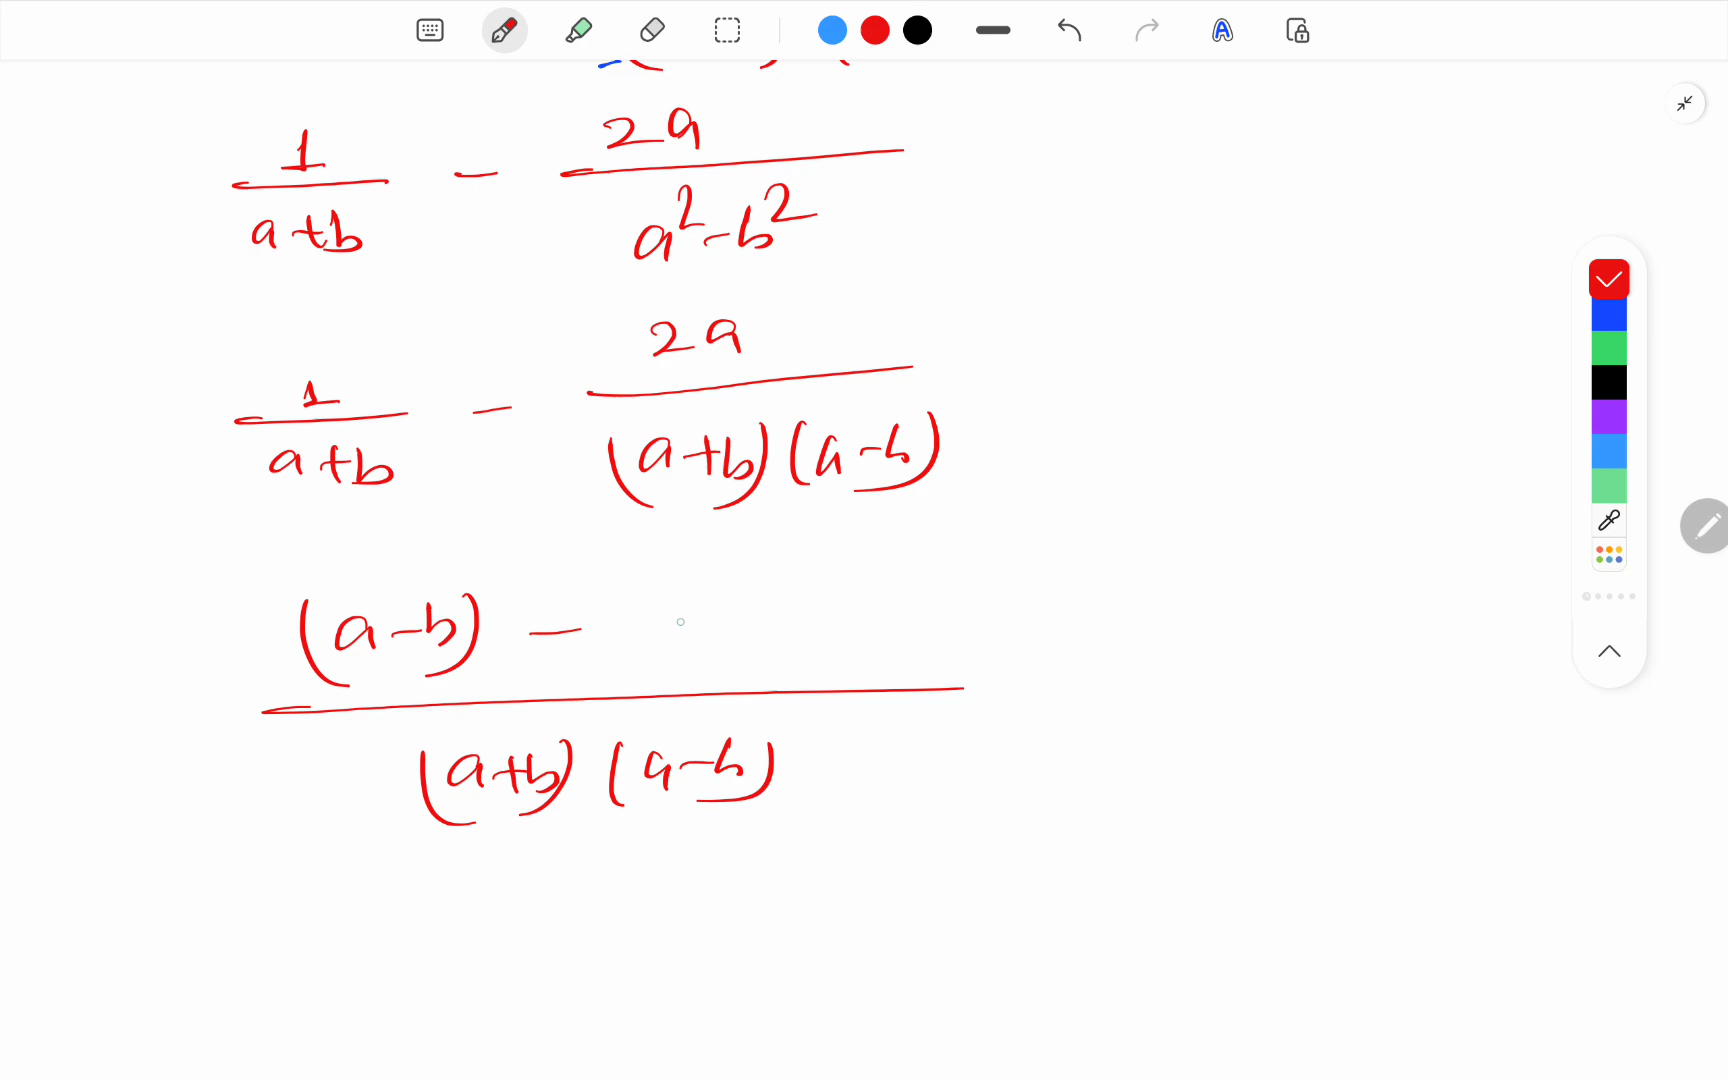 1 2a
a+b - a²-b²
1 2a
a+b - (a+b)(a-b)
(a-b) -
(a+b)(a-b)